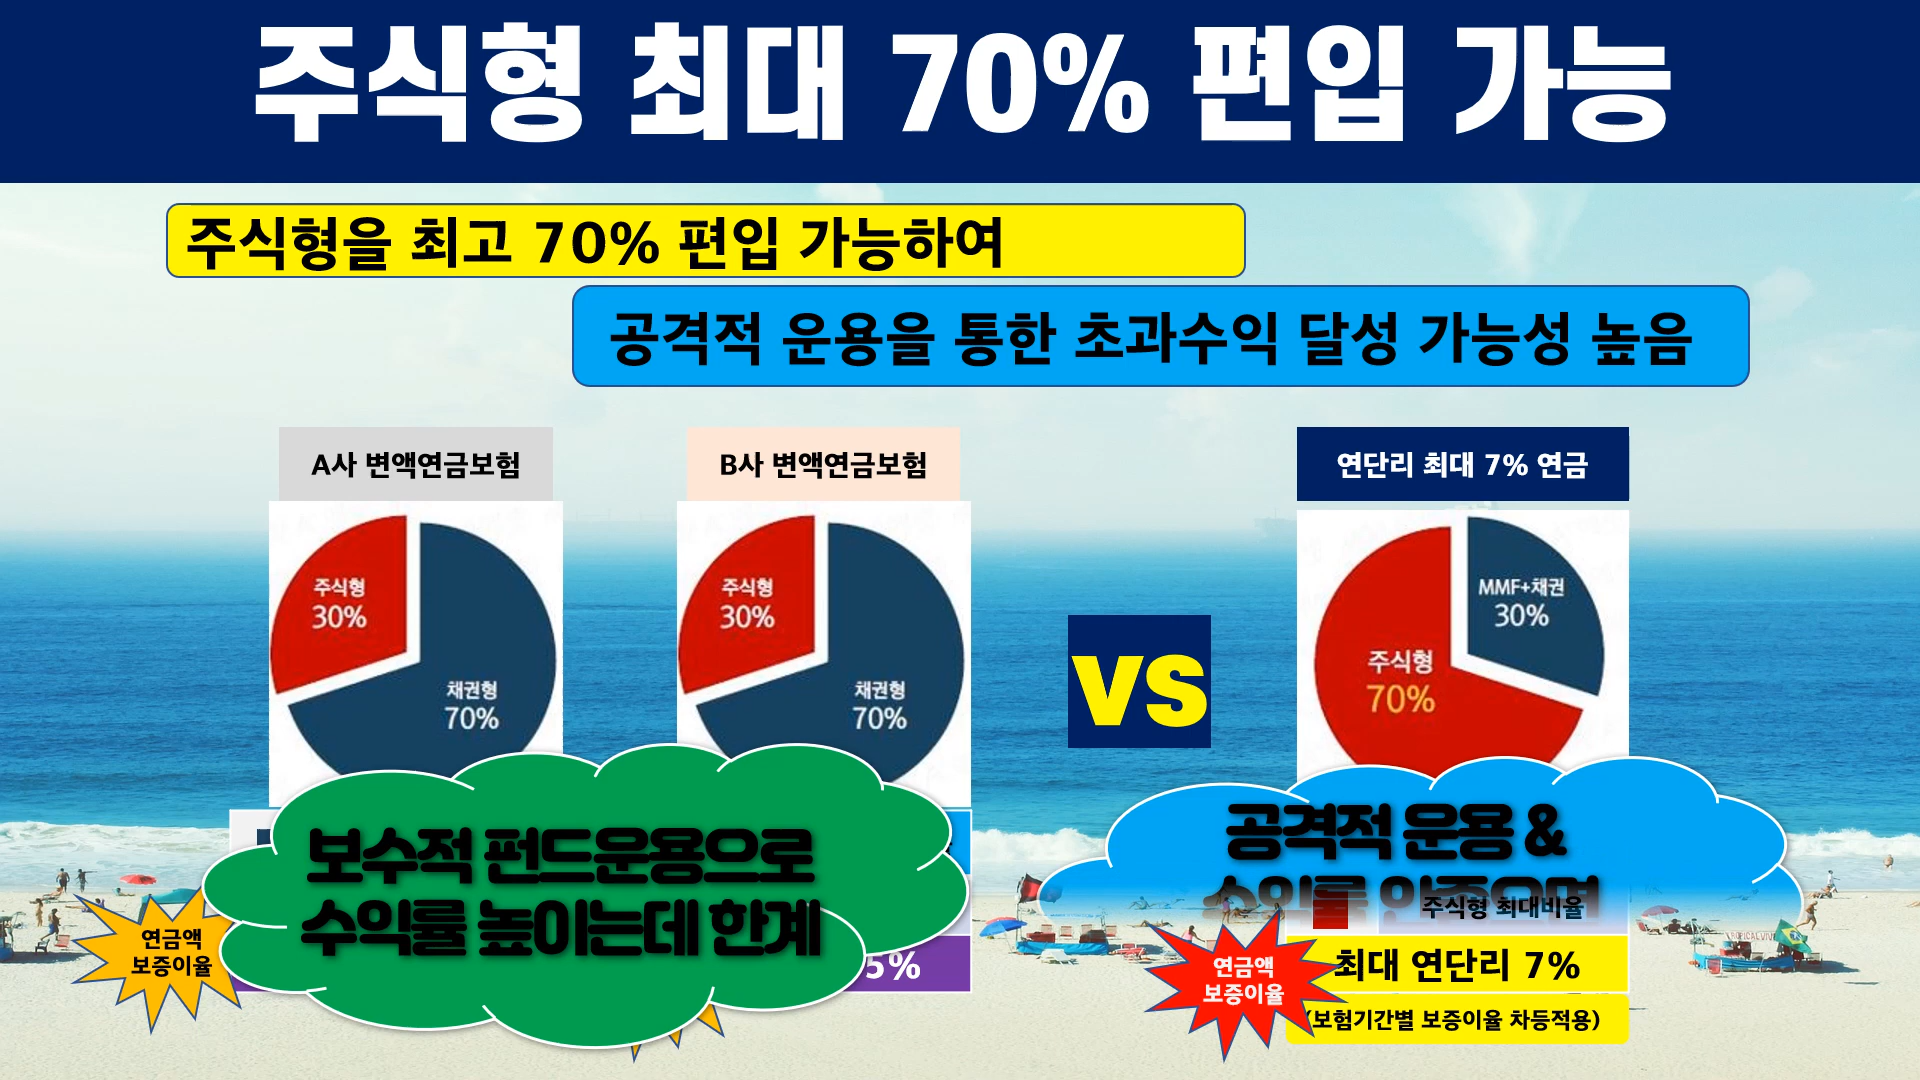 주식형 최대 70% 편입 가능
주식형을 최고 70% 편입 가능하여
공격적 운용을 통한 초과수익 달성 가능성 높음
A사 변액연금보험
B사 변액연금보험
연단리 최대 7% 연금
주식형
30%
채권형
70%
주식형
30%
채권형
70%
VS
MMF+채권
30%
주식형
70%
보수적 펀드운용으로
수익률 높이는데 한계
공격적 운용 &
수익률
주식형 최대비율
연금액
보증이율
5%
연금액
보증이율
최대 연단리 7%
(보험기간별 보증이율 차등적용)